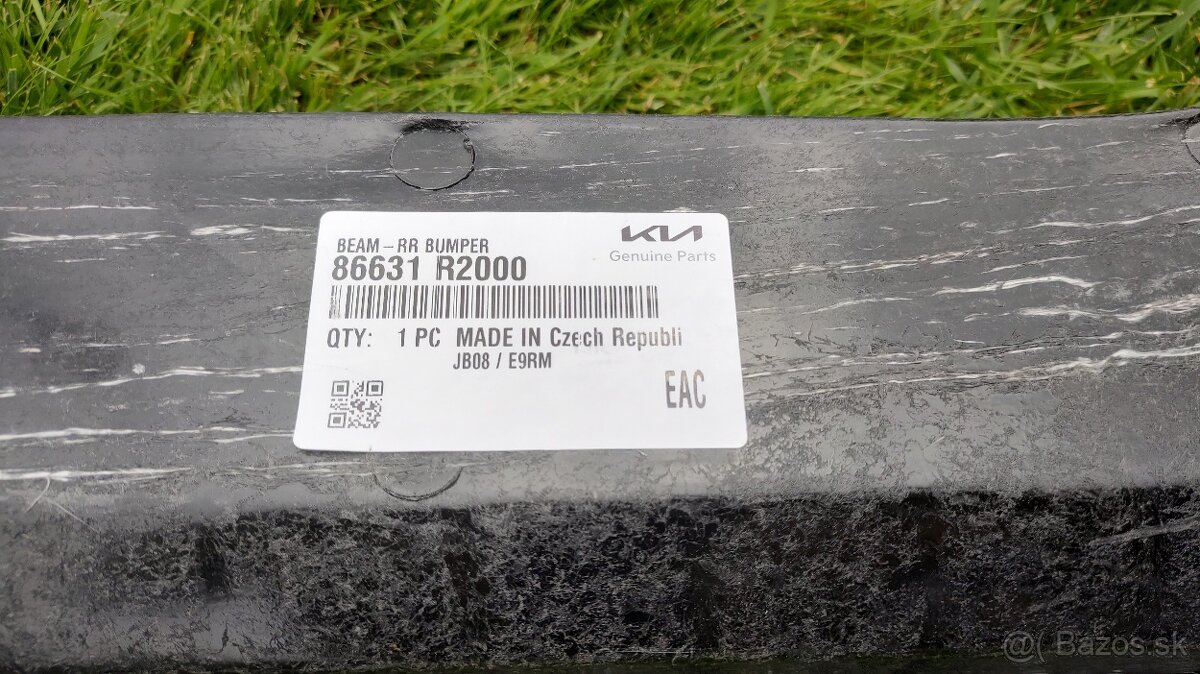 BEAM-RR BUMPER
86631 R2000
KIA
Genuine Parts
QTY: 1 PC MADE IN Czech Republi
JB08 / E9RM
EAC
@( Bazos.sk